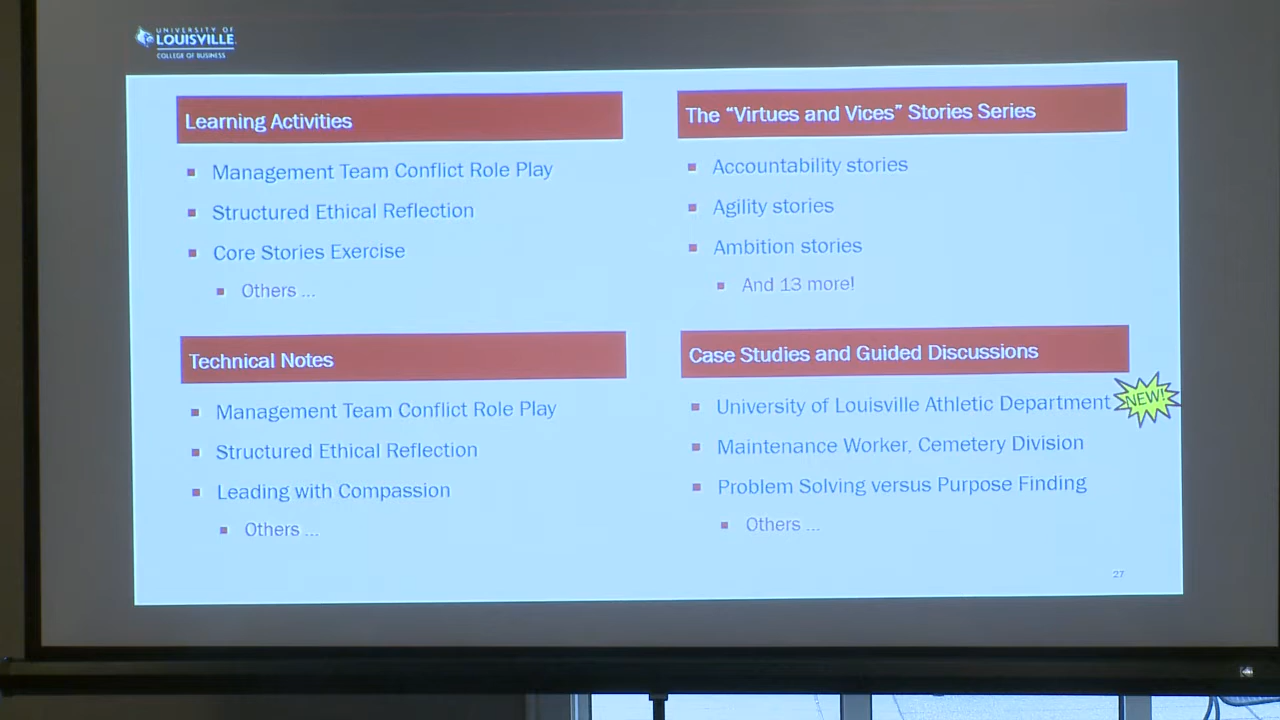 UNIVERSITY OF
LOUISVILLE
COLLEGE OF BUSINESS
Learning Activities
Management Team Conflict Role Play
Structured Ethical Reflection
Core Stories Exercise
Others ...
The “Virtues and Vices” Stories Series
Accountability stories
Agility stories
Ambition stories
And 13 more!
Technical Notes
Management Team Conflict Role Play
Structured Ethical Reflection
Leading with Compassion
Others ...
Case Studies and Guided Discussions
University of Louisville Athletic Department
NEW!
Maintenance Worker, Cemetery Division
Problem Solving versus Purpose Finding
Others ...
27